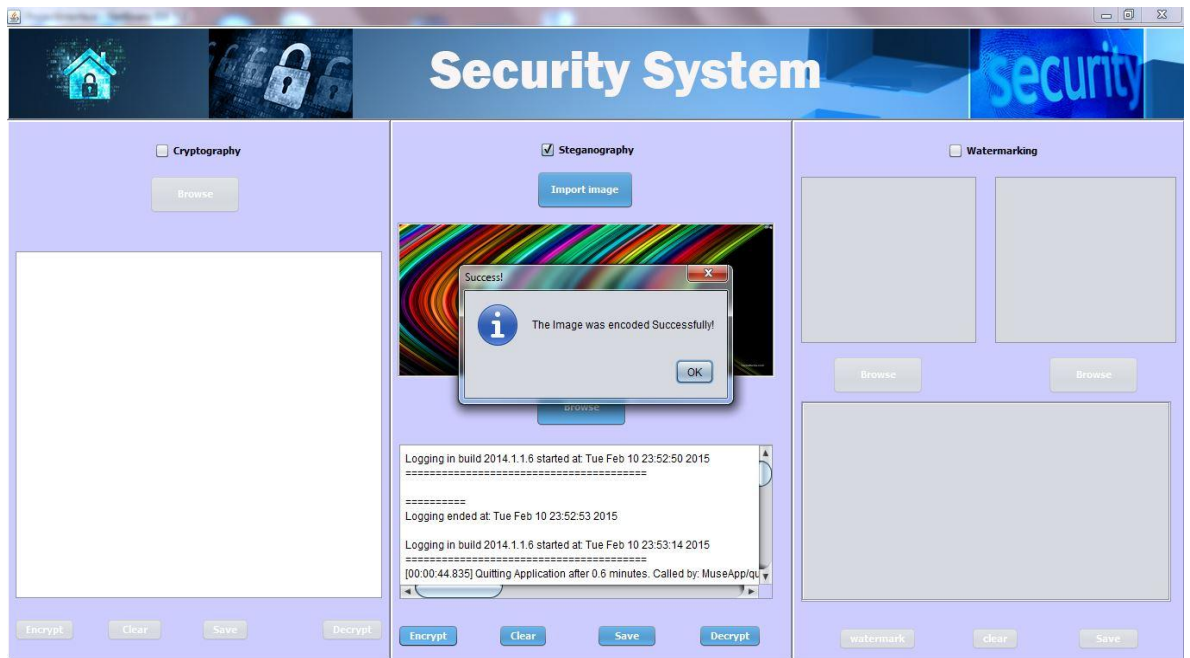 Security System
security
Cryptography
Browse
Encrypt
Clear
Save
Decrypt
Steganography
Import image
Success!
The Image was encoded Successfully!
OK
Browse
Logging in build 2014.1.1.6 started at: Tue Feb 10 23:52:50 2015
========================================
==========
Logging ended at: Tue Feb 10 23:52:53 2015
Logging in build 2014.1.1.6 started at: Tue Feb 10 23:53:14 2015
========================================
[00:00:44.835] Quitting Application after 0.6 minutes. Called by: MuseApp/qu
Encrypt
Clear
Save
Decrypt
Watermarking
Browse
Browse
watermark
clear
Save